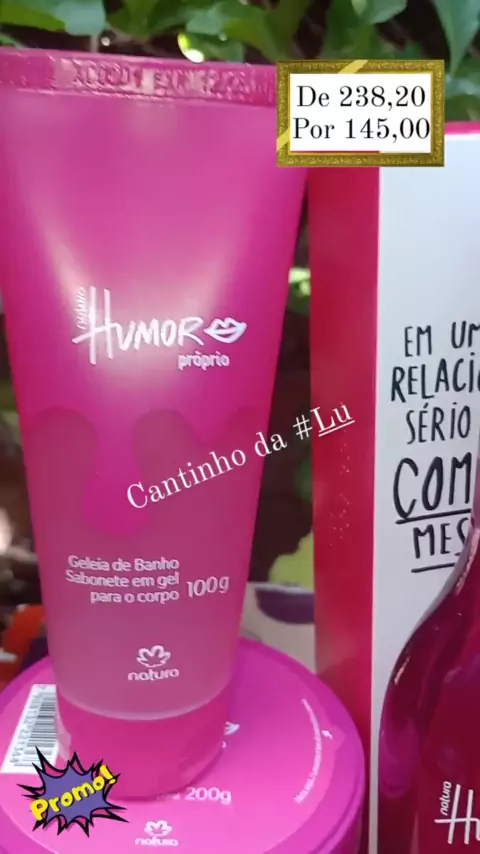 De 238,20
Por 145,00
natura
HUMOR
próprio
EM UM
RELACI
SÉRIO
COM
MES
Cantinho da #Lu
Geleia de Banho
Sabonete em gel
para o corpo 100g
natura
200g
natura
Promo!
natura
Hu